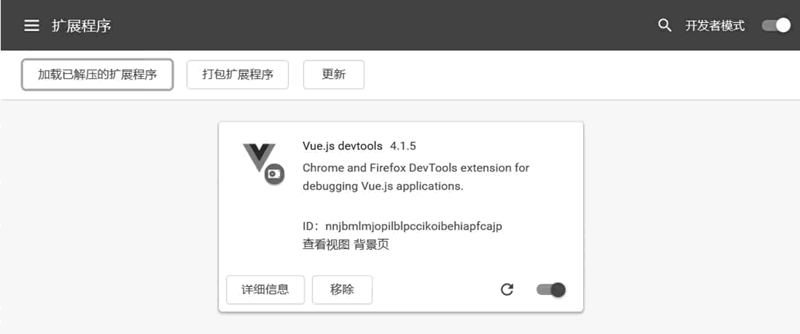 扩展程序
开发者模式
加载已解压的扩展程序 打包扩展程序 更新
Vue.js devtools 4.1.5
Chrome and Firefox DevTools extension for
debugging Vue.js applications.
ID：nnjbmlmjopilblpccikoibehiapfcajp
查看视图 背景页
详细信息 移除